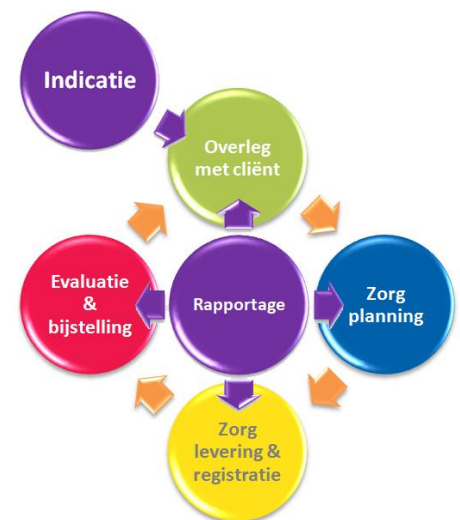 Indicatie
Overleg
met cliënt
Evaluatie
&
bijstelling
Rapportage
Zorg
planning
Zorg
levering &
registratie